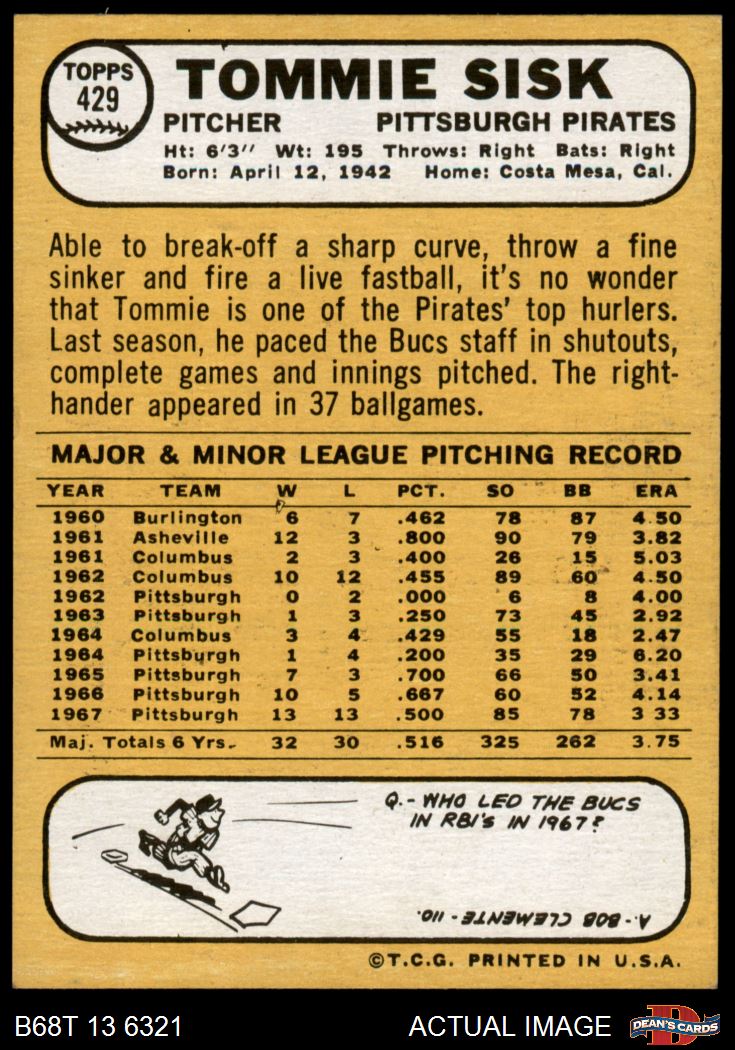 TOPPS
429
TOMMIE SISK
PITCHER PITTSBURGH PIRATES
Ht: 6'3" Wt: 195 Throws: Right Bats: Right
Born: April 12, 1942 Home: Costa Mesa, Cal.
Able to break-off a sharp curve, throw a fine
sinker and fire a live fastball, it's no wonder
that Tommie is one of the Pirates' top hurlers.
Last season, he paced the Bucs staff in shutouts,
complete games and innings pitched. The right-
hander appeared in 37 ballgames.
MAJOR & MINOR LEAGUE PITCHING RECORD
YEAR TEAM W L PCT. SO BB ERA
1960 Burlington 6 7 .462 78 87 4.50
1961 Asheville 12 3 .800 90 79 3.82
1961 Columbus 2 3 .400 26 15 5.03
1962 Columbus 10 12 .455 89 60 4.50
1962 Pittsburgh 0 2 .000 6 8 4.00
1963 Pittsburgh 1 3 .250 73 45 2.92
1964 Columbus 3 4 .429 55 18 2.47
1964 Pittsburgh 1 4 .200 35 29 6.20
1965 Pittsburgh 7 3 .700 66 50 3.41
1966 Pittsburgh 10 5 .667 60 52 4.14
1967 Pittsburgh 13 13 .500 85 78 3 33
Maj. Totals 6 Yrs. 32 30 .516 325 262 3.75
Q.- WHO LED THE BUCS
IN RBI'S IN 1967?
A.- BOB CLEMENTE - 110.
©T.C.G. PRINTED IN U.S.A.
B68T 13 6321 ACTUAL IMAGE DEAN'S CARDS